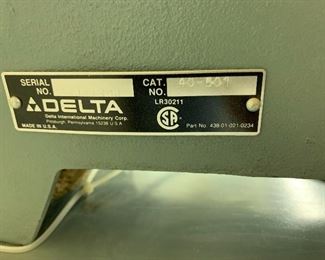 SERIAL NO. CAT. NO. 40-501
DELTA LR30211
Delta International Machinery Corp.
Pittsburgh, Pennsylvania 15238 U.S.A.
MADE IN U.S.A. SA Part No. 438-01-021-0234